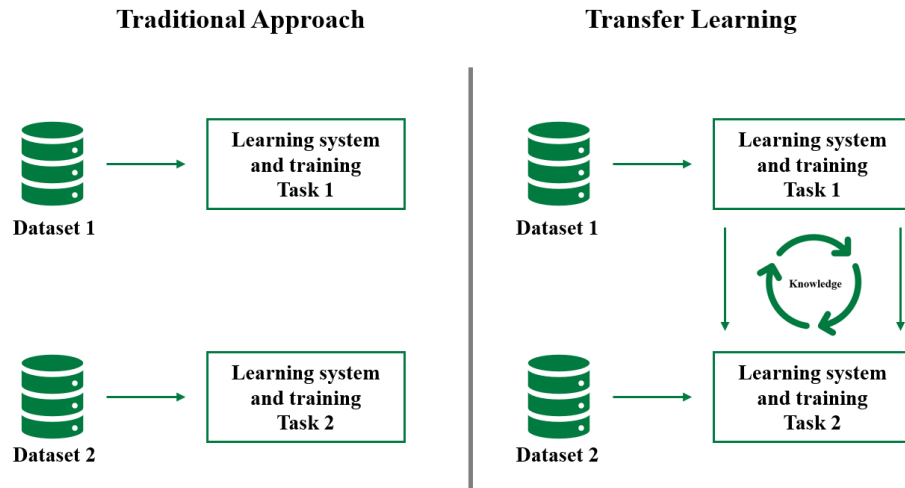 Traditional Approach
Learning system
and training
Task 1
Dataset 1
Learning system
and training
Task 2
Dataset 2
Transfer Learning
Learning system
and training
Task 1
Dataset 1
Knowledge
Learning system
and training
Task 2
Dataset 2